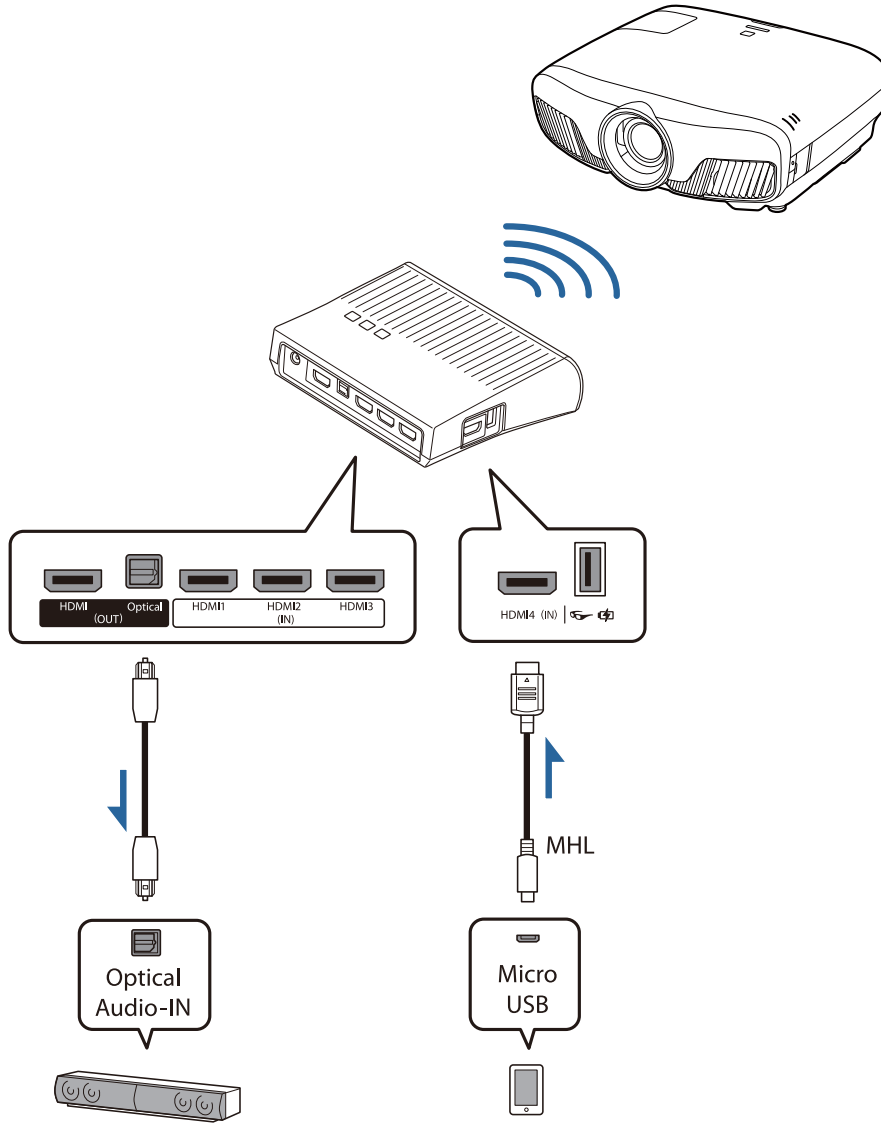 HDMI Optical HDMI1 HDMI2 HDMI3
(OUT) (IN)
HDMI4 (IN)
MHL
Optical
Audio-IN
Micro
USB